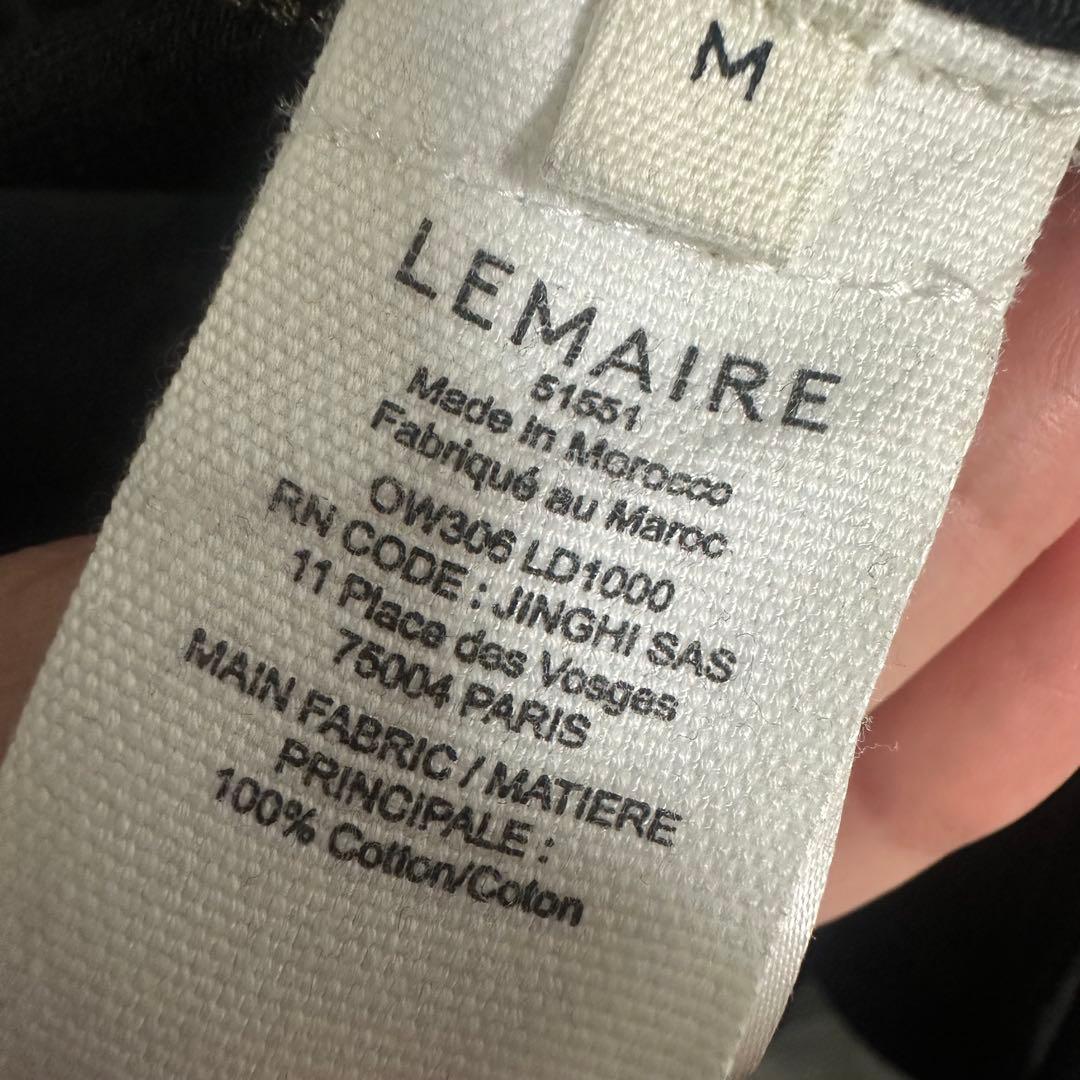 M
LEMAIRE
51551
Made in Morocco
Fabriqué au Maroc
OW306 LD1000
RN CODE : JINGHI SAS
11 Place des Vosges
75004 PARIS
MAIN FABRIC / MATIERE
PRINCIPALE :
100% Cotton/Coton